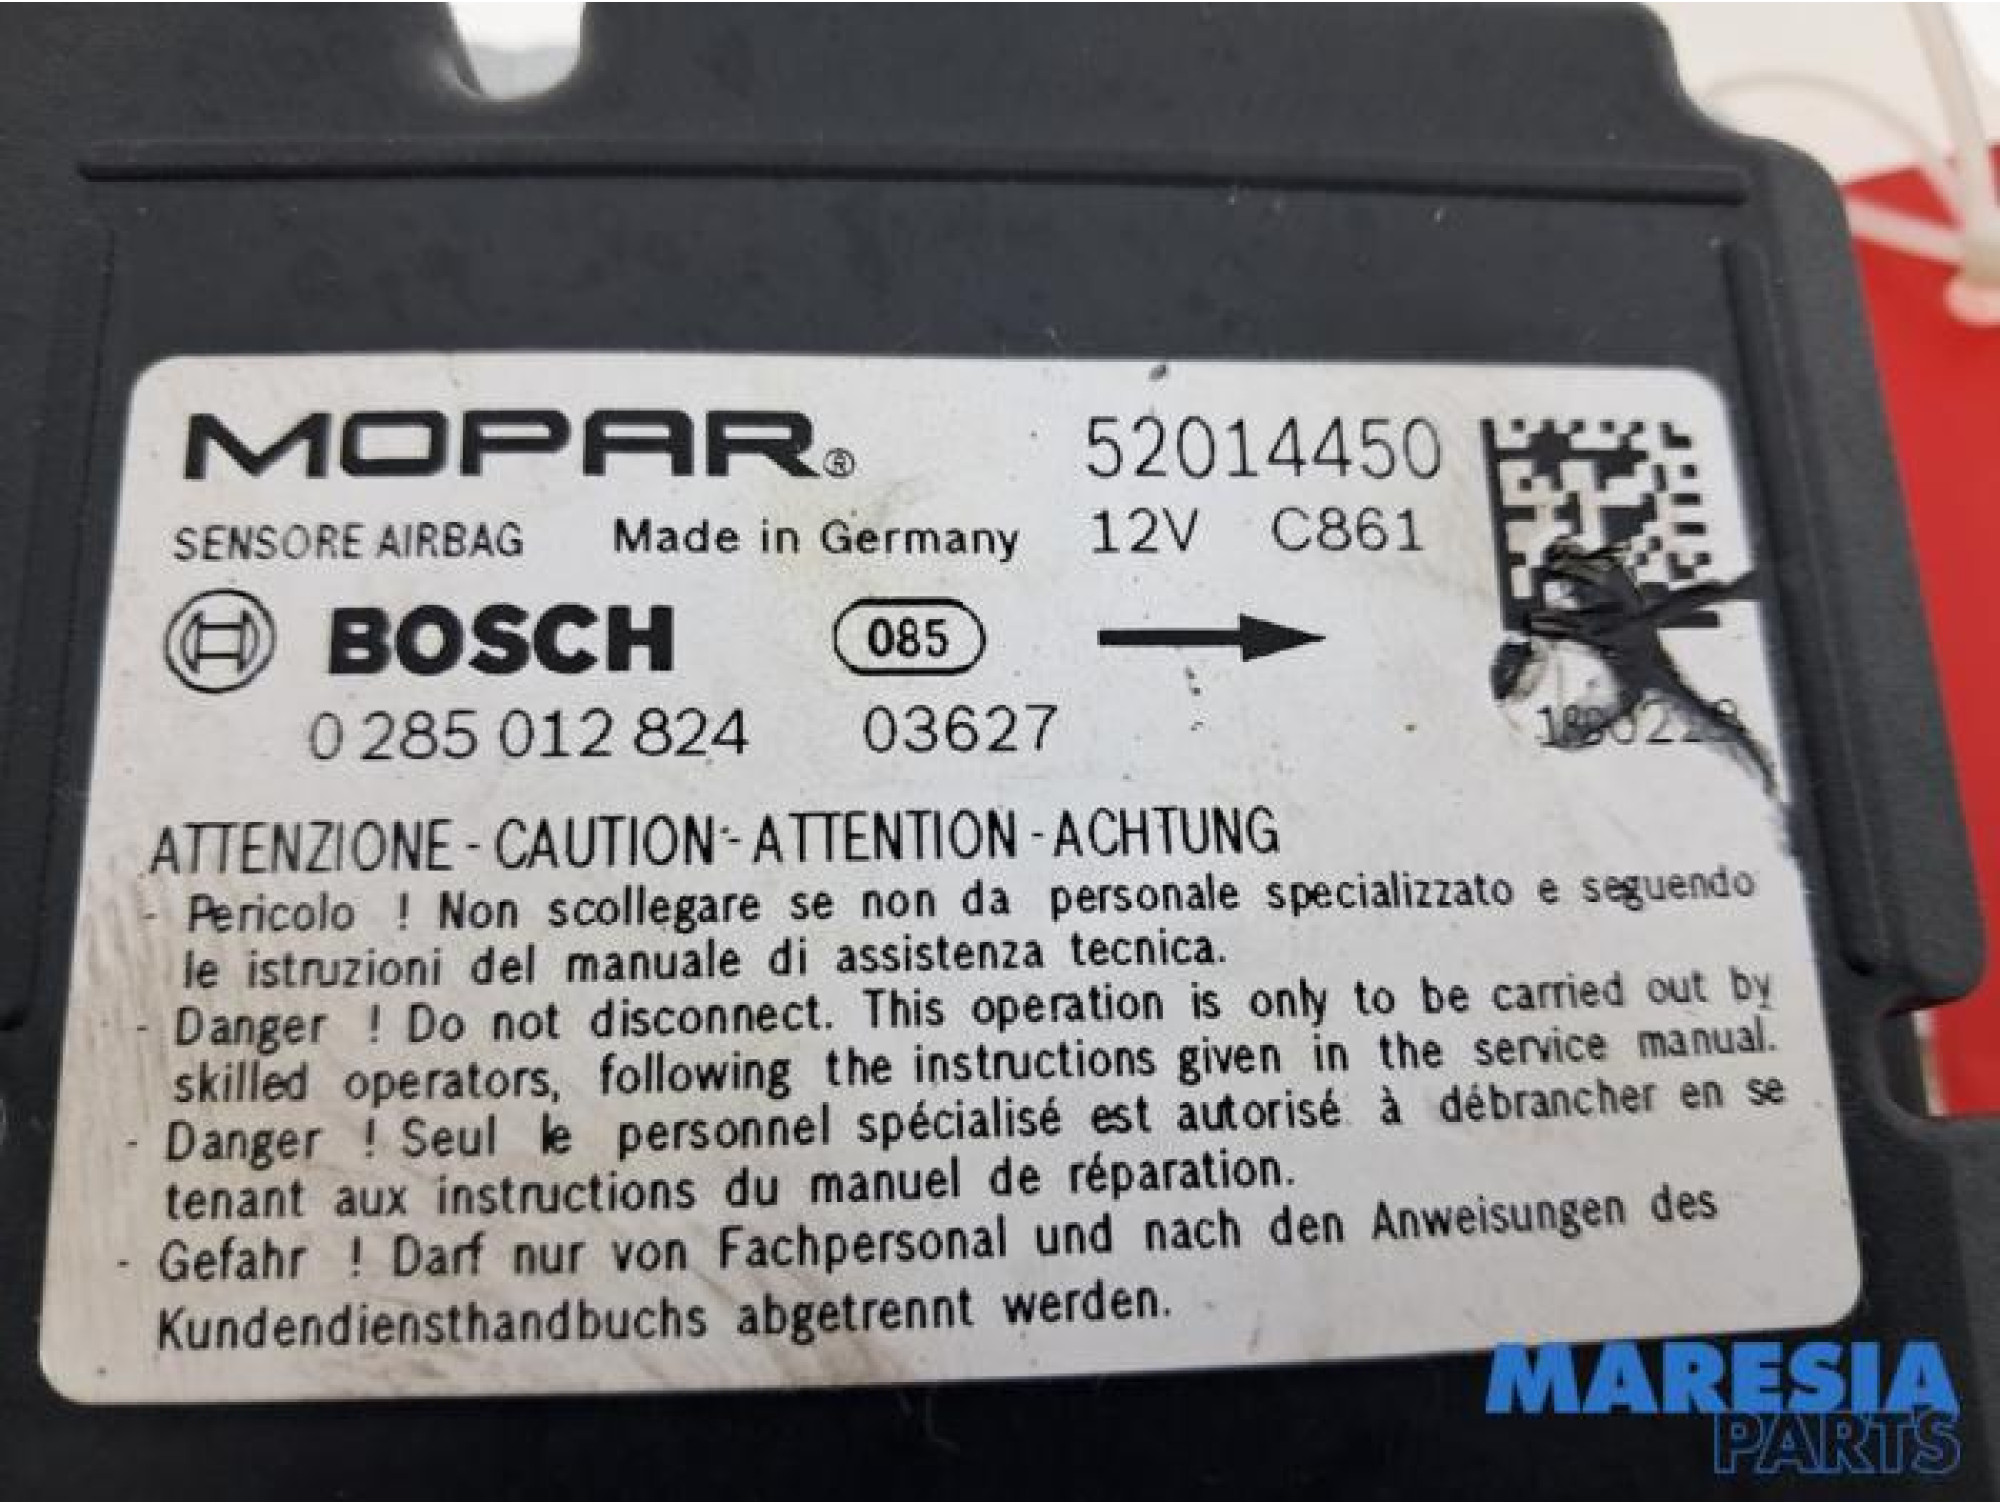 MOPAR® 52014450
SENSORE AIRBAG Made in Germany 12V C861
BOSCH 085
0 285 012 824 03627
ATTENZIONE - CAUTION - ATTENTION - ACHTUNG
- Pericolo ! Non scollegare se non da personale specializzato e seguendo
le istruzioni del manuale di assistenza tecnica.
- Danger ! Do not disconnect. This operation is only to be carried out by
skilled operators, following the instructions given in the service manual.
- Danger ! Seul le personnel spécialisé est autorisé à débrancher en se
tenant aux instructions du manuel de réparation.
- Gefahr ! Darf nur von Fachpersonal und nach den Anweisungen des
Kundendiensthandbuchs abgetrennt werden.
MARESIA
PARTS